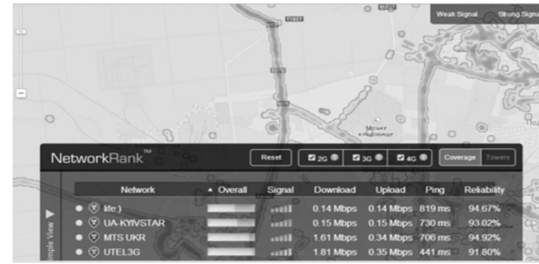 Weak Signal Strong Signal
NetworkRank™
Reset 2G 3G 4G Coverage Towers
Network Overall Signal Download Upload Ping Reliability
life:) 0.14 Mbps 0.14 Mbps 819 ms 94.67%
UA-KYIVSTAR 0.15 Mbps 0.15 Mbps 730 ms 93.02%
MTS UKR 1.61 Mbps 0.34 Mbps 706 ms 94.92%
UTEL3G 1.81 Mbps 0.35 Mbps 441 ms 91.80%
Simple View